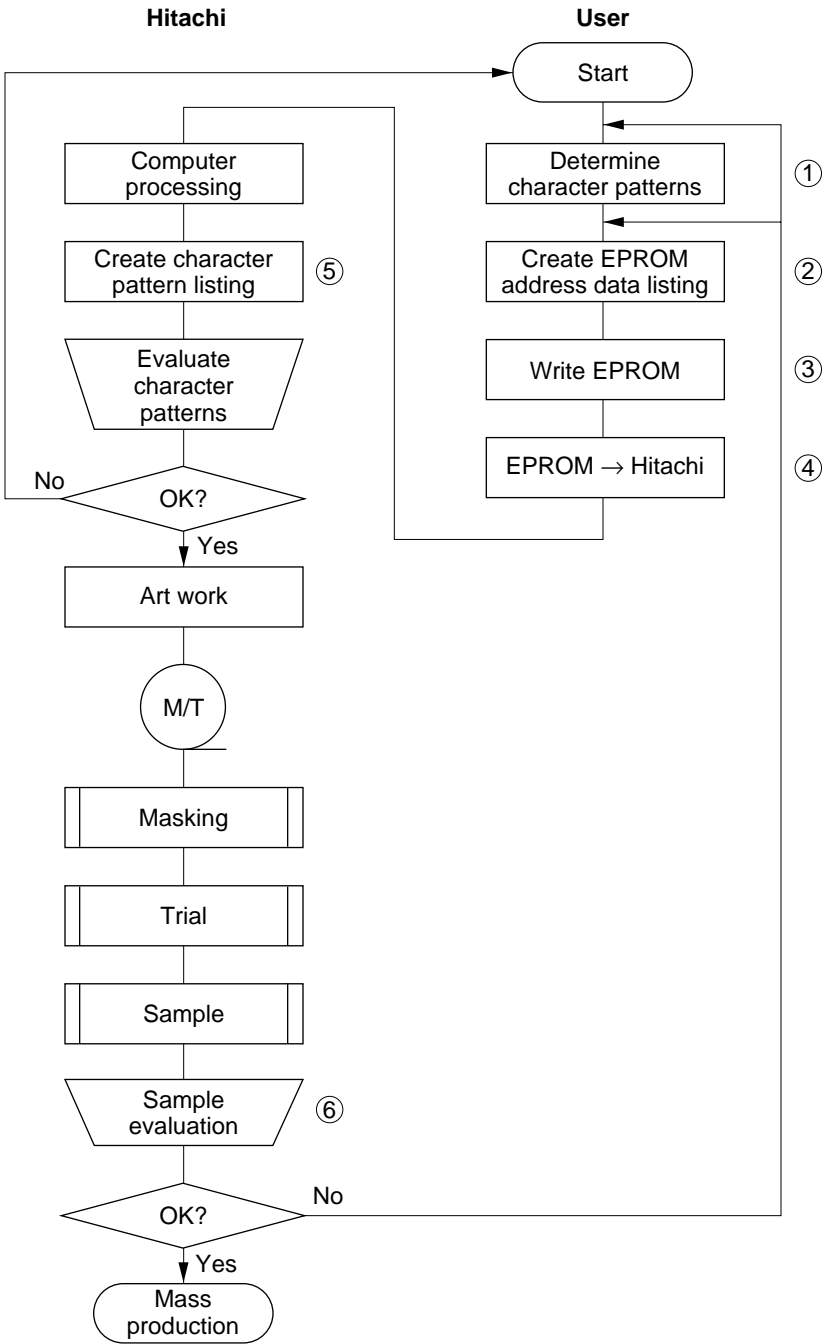 Hitachi
User
Start
Determine
character patterns
①
Create EPROM
address data listing
②
Write EPROM
③
EPROM → Hitachi
④
Computer
processing
Create character
pattern listing
⑤
Evaluate
character
patterns
OK?
No
Yes
Art work
M/T
Masking
Trial
Sample
Sample
evaluation
⑥
OK?
No
Yes
Mass
production